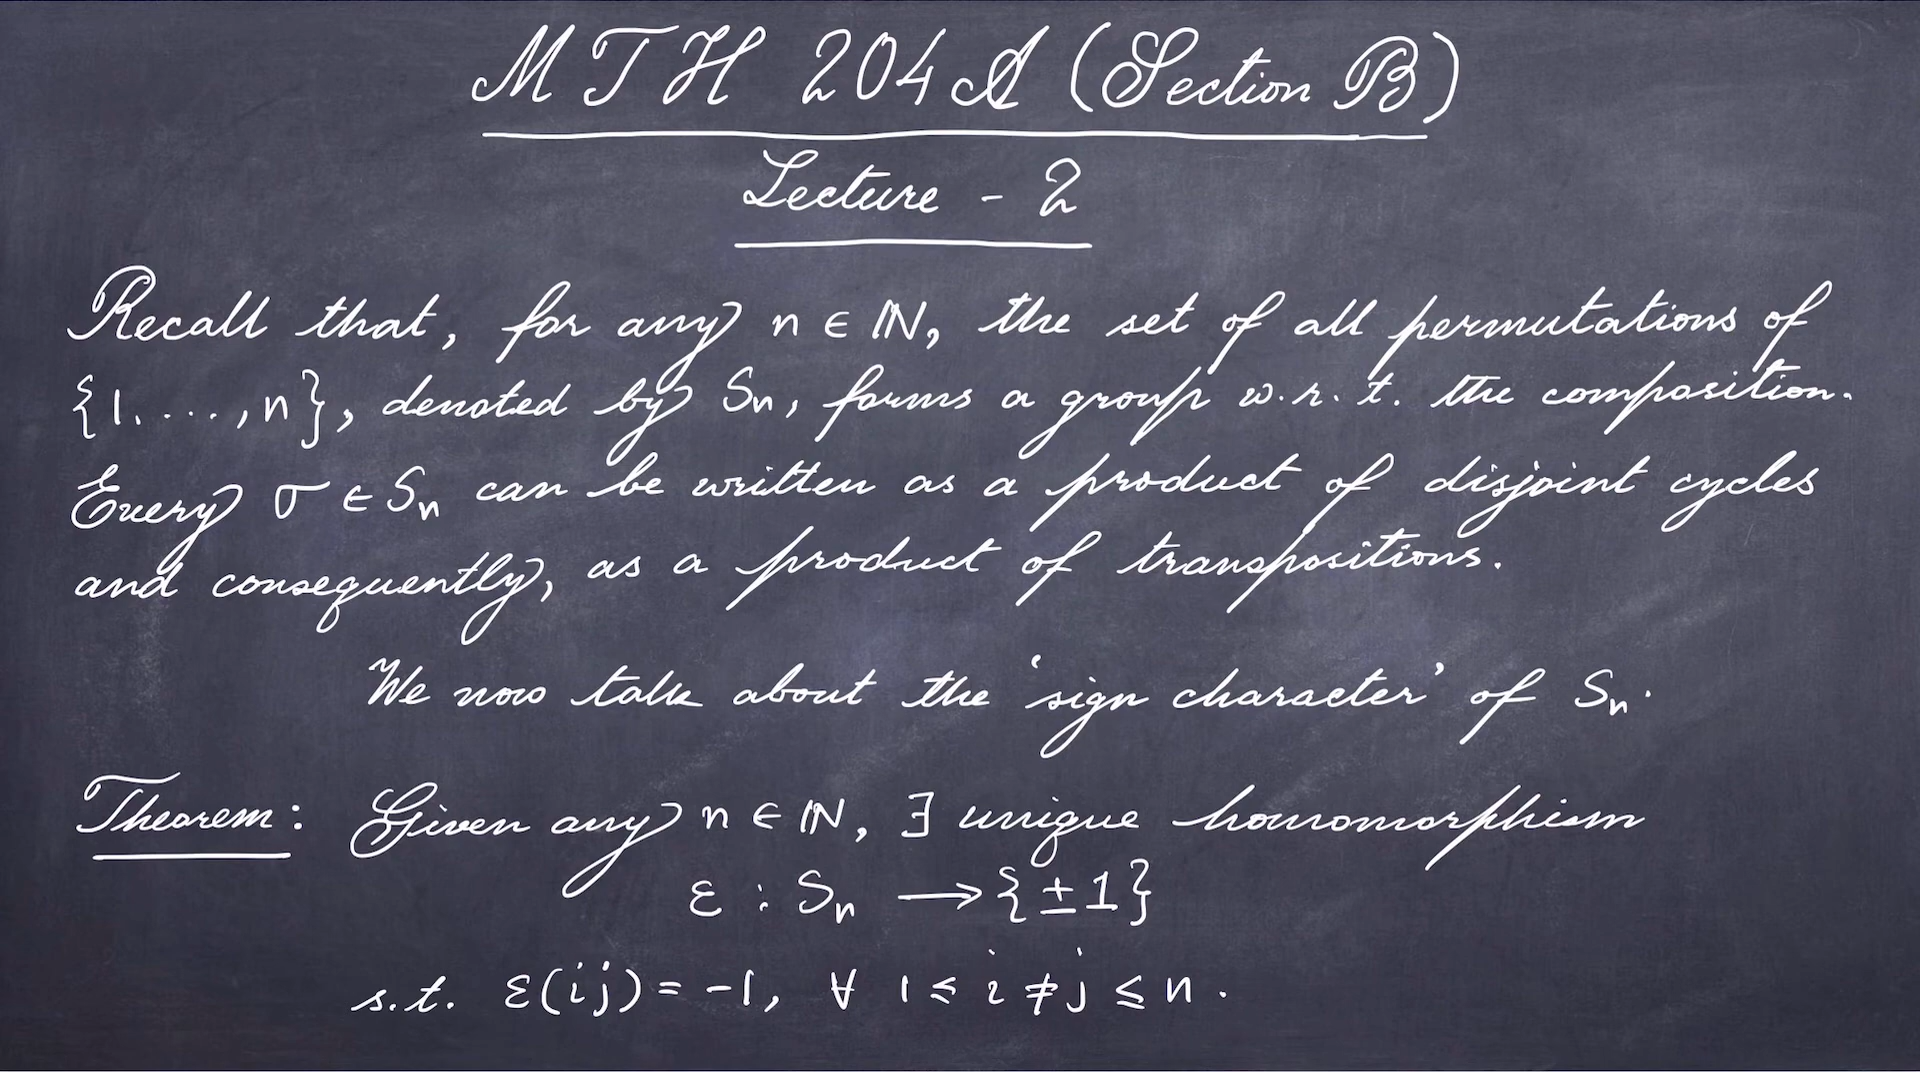 MTH 204A (Section B)
Lecture - 2
Recall that, for any n ∈ ℕ, the set of all permutations of
{1, ..., n}, denoted by Sₙ, forms a group w.r.t. the composition.
Every σ ∈ Sₙ can be written as a product of disjoint cycles
and consequently, as a product of transpositions.
We now talk about the 'sign character' of Sₙ.
Theorem: Given any n ∈ ℕ, ∃ unique homomorphism
ε : Sₙ → {±1}
s.t. ε(ij) = -1, ∀ 1 ≤ i ≠ j ≤ n.